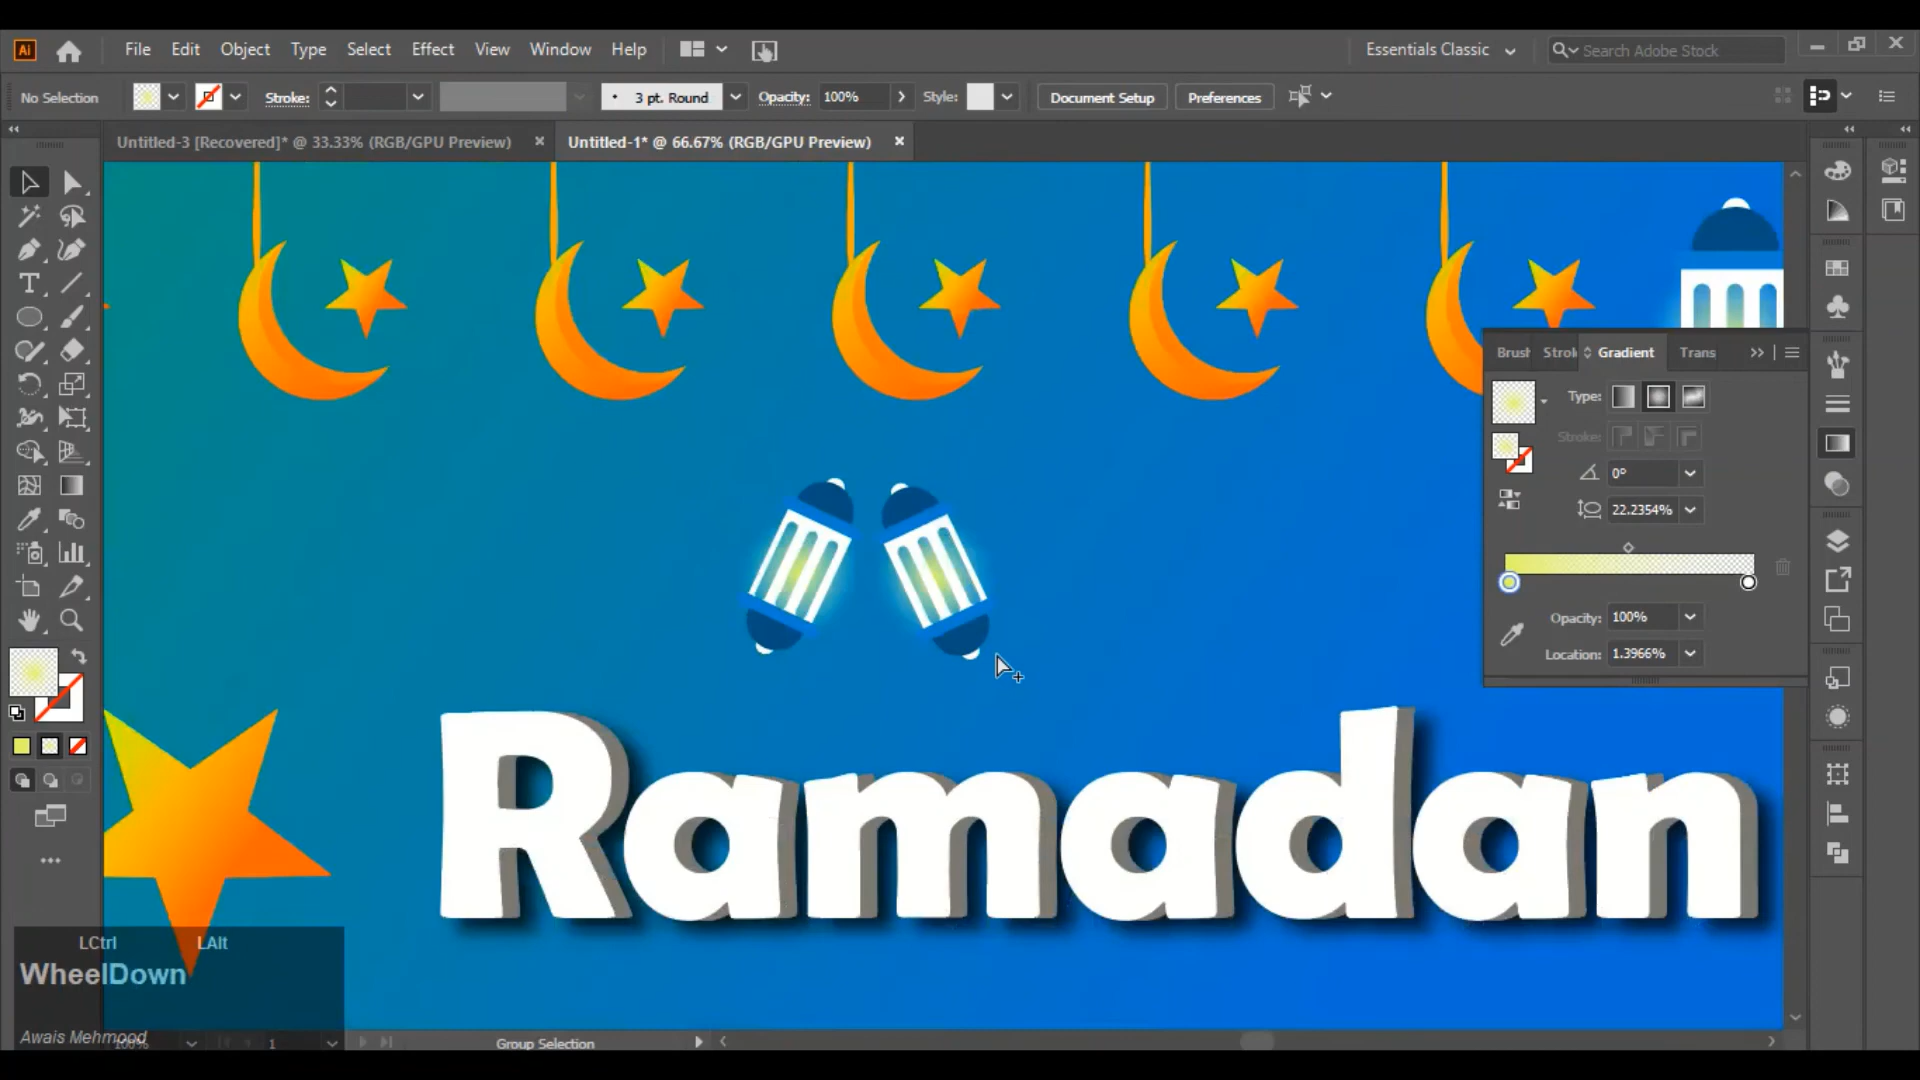 Ai File Edit Object Type Select Effect View Window Help Essentials Classic Search Adobe Stock
No Selection Stroke: 3 pt. Round Opacity: 100% Style: Document Setup Preferences
Untitled-3 [Recovered]* @ 33.33% (RGB/GPU Preview) Untitled-1* @ 66.67% (RGB/GPU Preview)
Brush Strok Gradient Trans
Type:
Stroke:
0°
22.2354%
Opacity: 100%
Location: 1.3966%
Ramadan
LCtrl LAlt
WheelDown
Awais Mehmood
100% 1 Group Selection